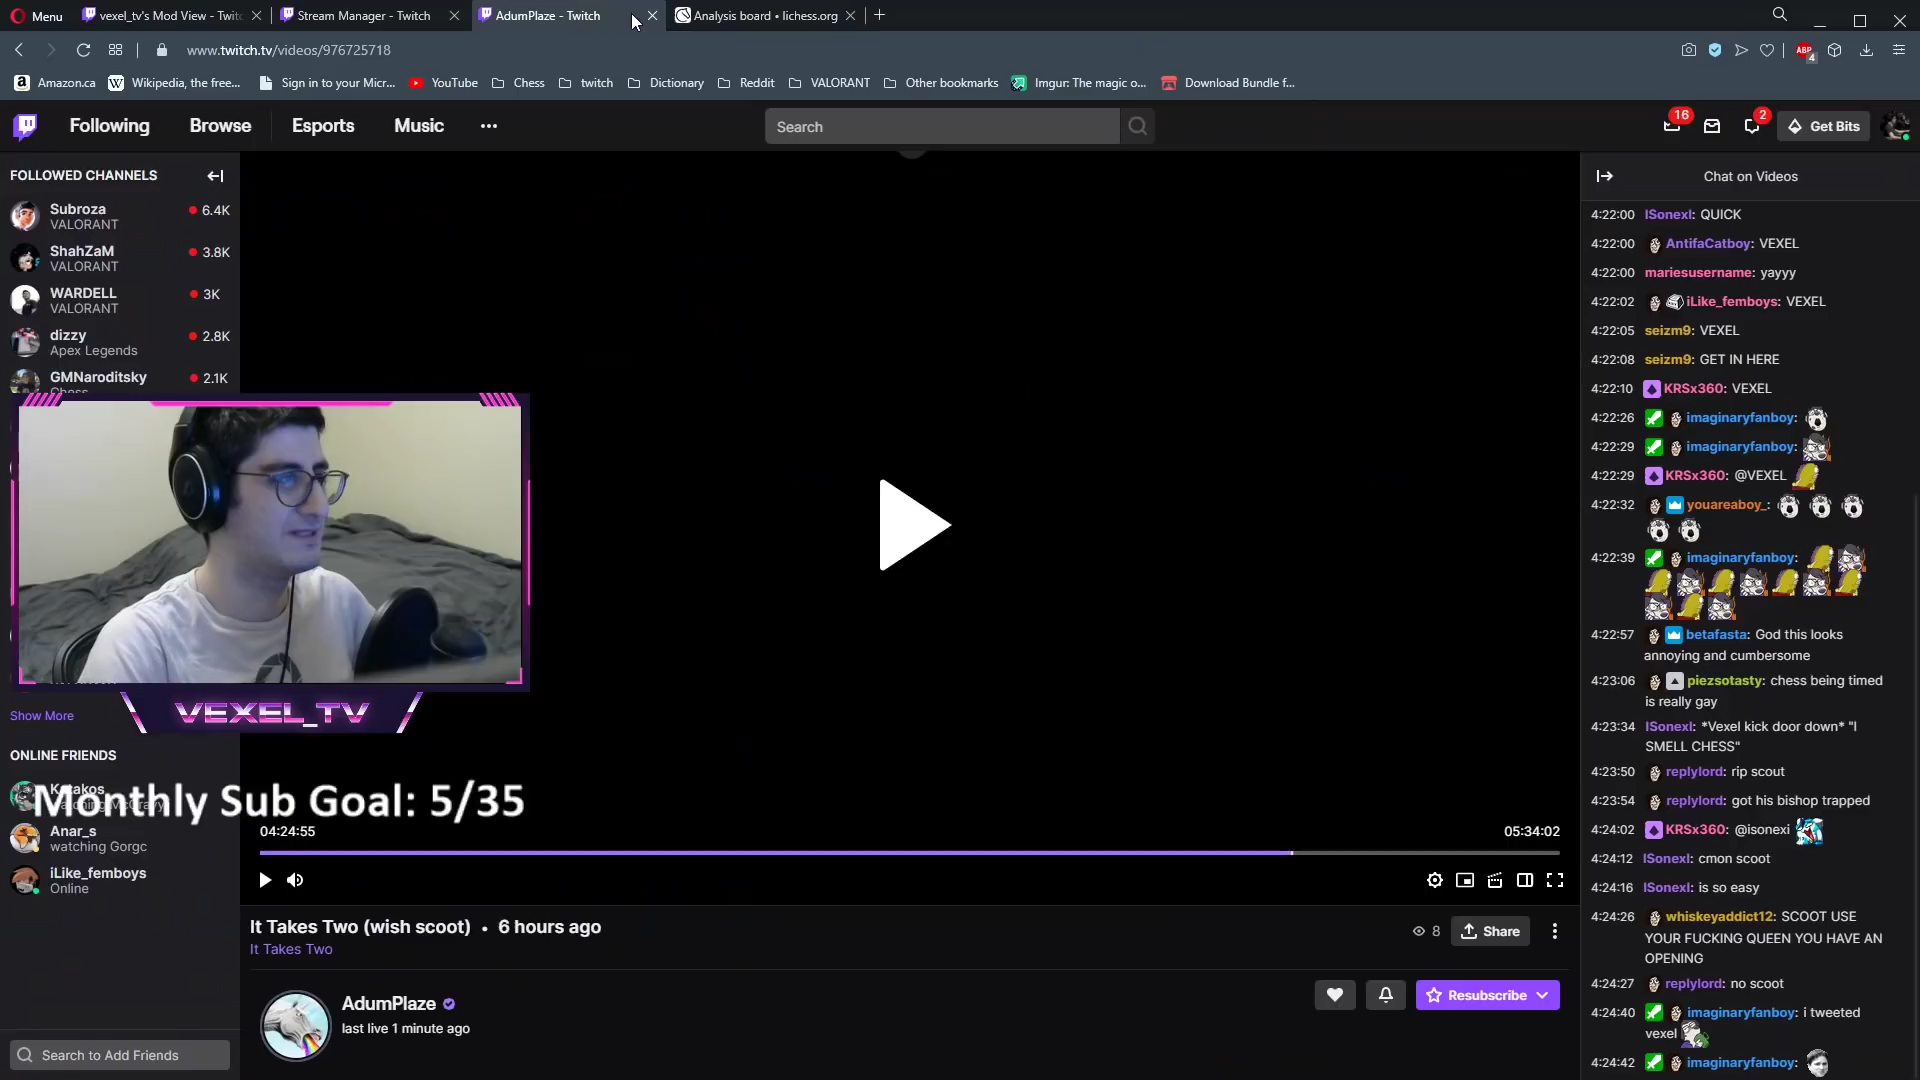 Menu
vexel_tv's Mod View - Twitc
Stream Manager - Twitch
AdumPlaze - Twitch
Analysis board • lichess.org
www.twitch.tv/videos/976725718
ABP
4
Amazon.ca
Wikipedia, the free...
Sign in to your Micr...
YouTube
Chess
twitch
Dictionary
Reddit
VALORANT
Other bookmarks
Imgur: The magic o...
Download Bundle f...
Following
Browse
Esports
Music
Search
16
2
Get Bits
FOLLOWED CHANNELS
Subroza
6.4K
VALORANT
ShahZaM
3.8K
VALORANT
WARDELL
3K
VALORANT
dizzy
2.8K
Apex Legends
GMNaroditsky
2.1K
Chess
VEXEL_TV
Show More
ONLINE FRIENDS
Katakos
Monthly Sub Goal: 5/35
Anar_s
watching Gorgc
iLike_femboys
Online
Search to Add Friends
04:24:55
05:34:02
It Takes Two (wish scoot) • 6 hours ago
It Takes Two
8
Share
AdumPlaze
last live 1 minute ago
Resubscribe
Chat on Videos
4:22:00 ISonexI: QUICK
4:22:00 AntifaCatboy: VEXEL
4:22:00 mariesusername: yayyy
4:22:02 iLike_femboys: VEXEL
4:22:05 seizm9: VEXEL
4:22:08 seizm9: GET IN HERE
4:22:10 KRSx360: VEXEL
4:22:26 imaginaryfanboy:
4:22:29 imaginaryfanboy:
4:22:29 KRSx360: @VEXEL
4:22:32 youareaboy_:
4:22:39 imaginaryfanboy:
4:22:57 betafasta: God this looks
annoying and cumbersome
4:23:06 piezsotasty: chess being timed
is really gay
4:23:34 ISonexI: *Vexel kick door down* "I
SMELL CHESS"
4:23:50 replylord: rip scout
4:23:54 replylord: got his bishop trapped
4:24:02 KRSx360: @isonexi
4:24:12 ISonexI: cmon scoot
4:24:16 ISonexI: is so easy
4:24:26 whiskeyaddict12: SCOOT USE
YOUR FUCKING QUEEN YOU HAVE AN
OPENING
4:24:27 replylord: no scoot
4:24:40 imaginaryfanboy: i tweeted
vexel
4:24:42 imaginaryfanboy: